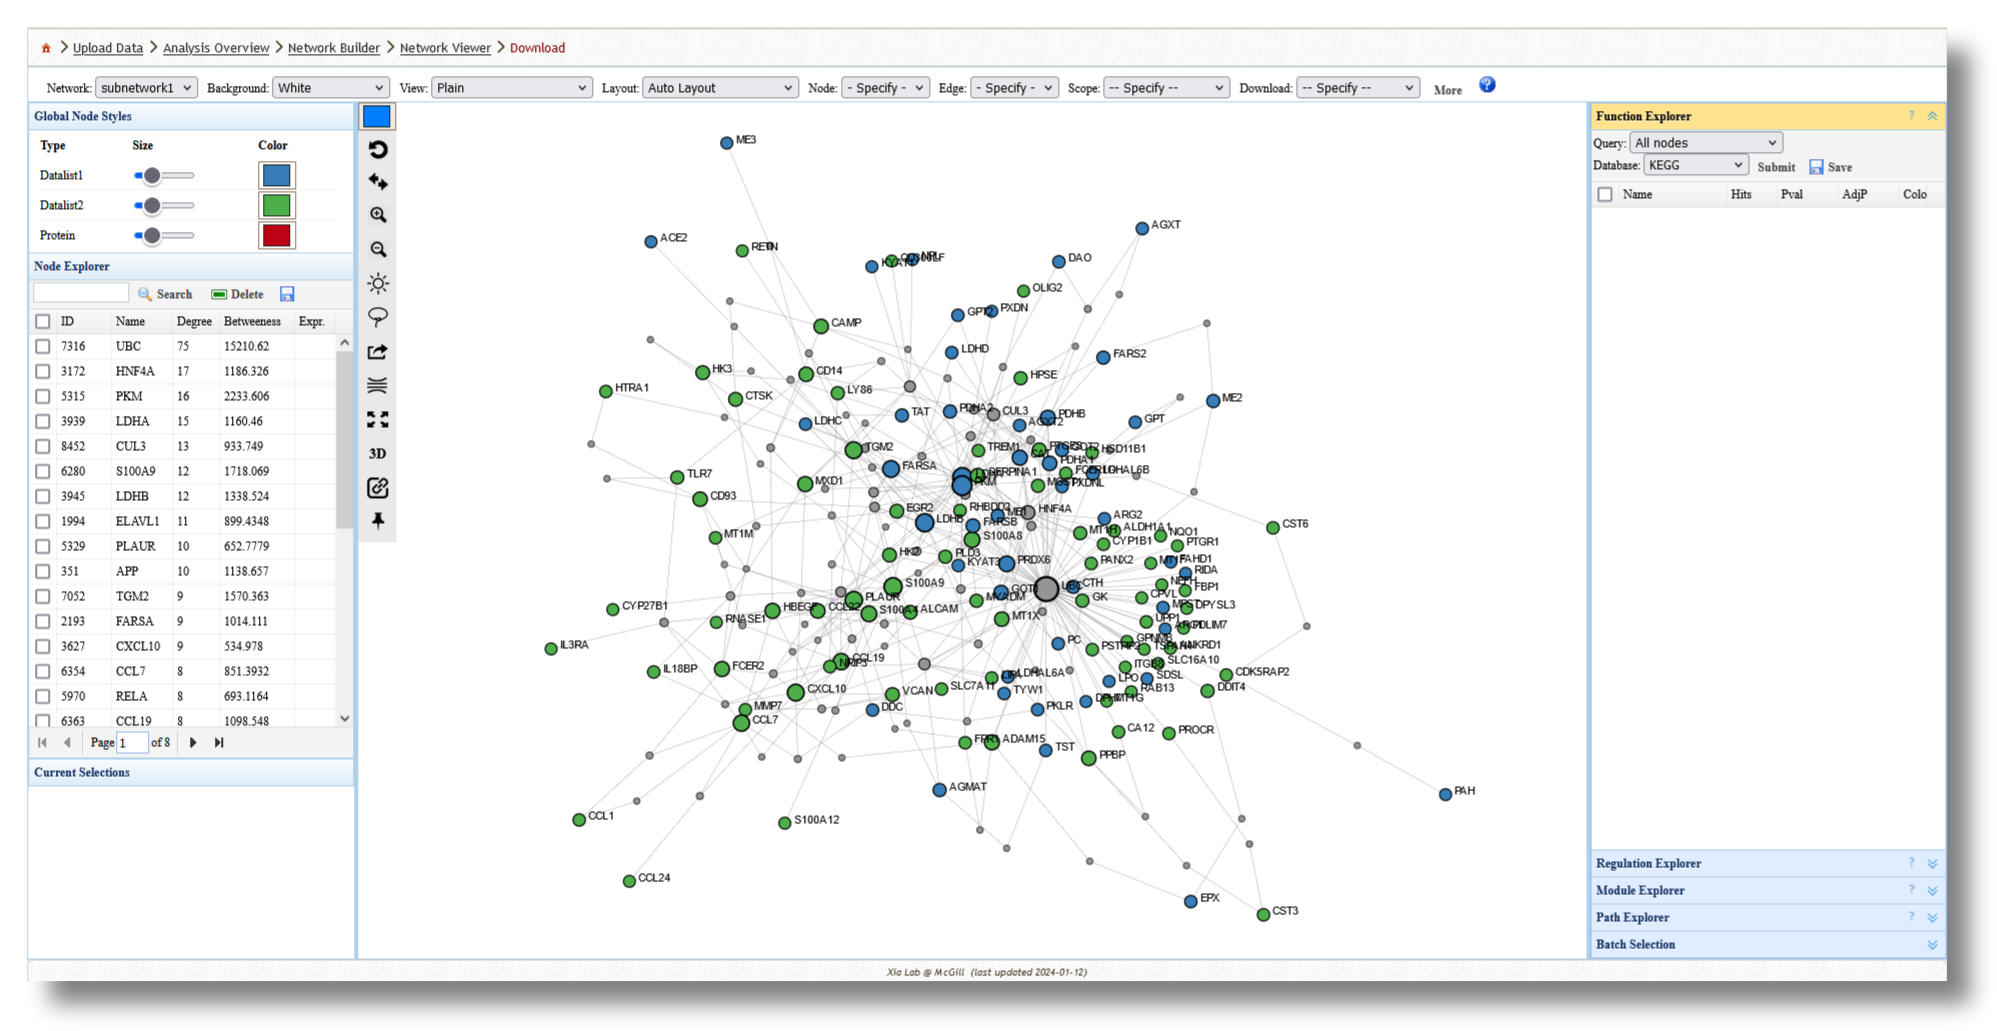 Upload Data > Analysis Overview > Network Builder > Network Viewer > Download
Network: subnetwork1 Background: White View: Plain Layout: Auto Layout Node: - Specify - Edge: - Specify - Scope: -- Specify -- Download: -- Specify -- More ?
Global Node Styles
Type Size Color
Datalist1
Datalist2
Protein
Node Explorer
Search Delete
ID Name Degree Betweeness Expr.
7316 UBC 75 15210.62
3172 HNF4A 17 1186.326
5315 PKM 16 2233.606
3939 LDHA 15 1160.46
8452 CUL3 13 933.749
6280 S100A9 12 1718.069
3945 LDHB 12 1338.524
1994 ELAVL1 11 899.4348
5329 PLAUR 10 652.7779
351 APP 10 1138.657
7052 TGM2 9 1570.363
2193 FARSA 9 1014.111
3627 CXCL10 9 534.978
6354 CCL7 8 851.3932
5970 RELA 8 693.1164
6363 CCL19 8 1098.548
Page 1 of 8
Current Selections
3D
ME3
AGXT
ACE2
RETN
DAO
OLIG2
GPT2
PXDN
CAMP
LDHD
FARS2
HK3
CD14
HPSE
HTRA1
CTSK
LY86
ME2
LDHC
TAT
PDHA2
CUL3
PDHB
AGXT2
GPT
TGM2
TREM1
HSD11B1
FARSA
SERPINA1
PDHA1
LDHAL6B
TLR7
MXD1
PKM
PXDNL
CD93
EGR2
RHBDD2
HNF4A
ARG2
LDHB
FARSB
MT1M
S100A8
ALDH1A1
NQO1
CST6
CYP1B1
PTGR1
HK2
PLD3
KYAT3
PRDX6
PANX2
FAHD1
RIDA
S100A9
UBC
CTH
FBP1
PLAUR
GK
CPVL
CYP27B1
HBEGF
CCL22
S100A4
ALCAM
MYADM
MT1X
DPYSL3
RNASE1
UPP1
PDLIM7
IL3RA
PC
GPNMB
ANKRD1
CCL19
SLC16A10
IL18BP
FCER2
ITGB8
CDK5RAP2
LDHAL6A
LPO
SDSL
CXCL10
VCAN
SLC7A11
TYW1
RAB13
DDIT4
MMP7
DDC
PKLR
MT1G
CCL7
CA12
PROCR
FPR1
ADAM15
TST
PPBP
AGMAT
PAH
CCL1
S100A12
CCL24
EPX
CST3
Function Explorer ?
Query: All nodes
Database: KEGG Submit Save
Name Hits Pval AdjP Colo
Regulation Explorer ?
Module Explorer ?
Path Explorer ?
Batch Selection
Xia Lab @ McGill (last updated 2024-01-12)